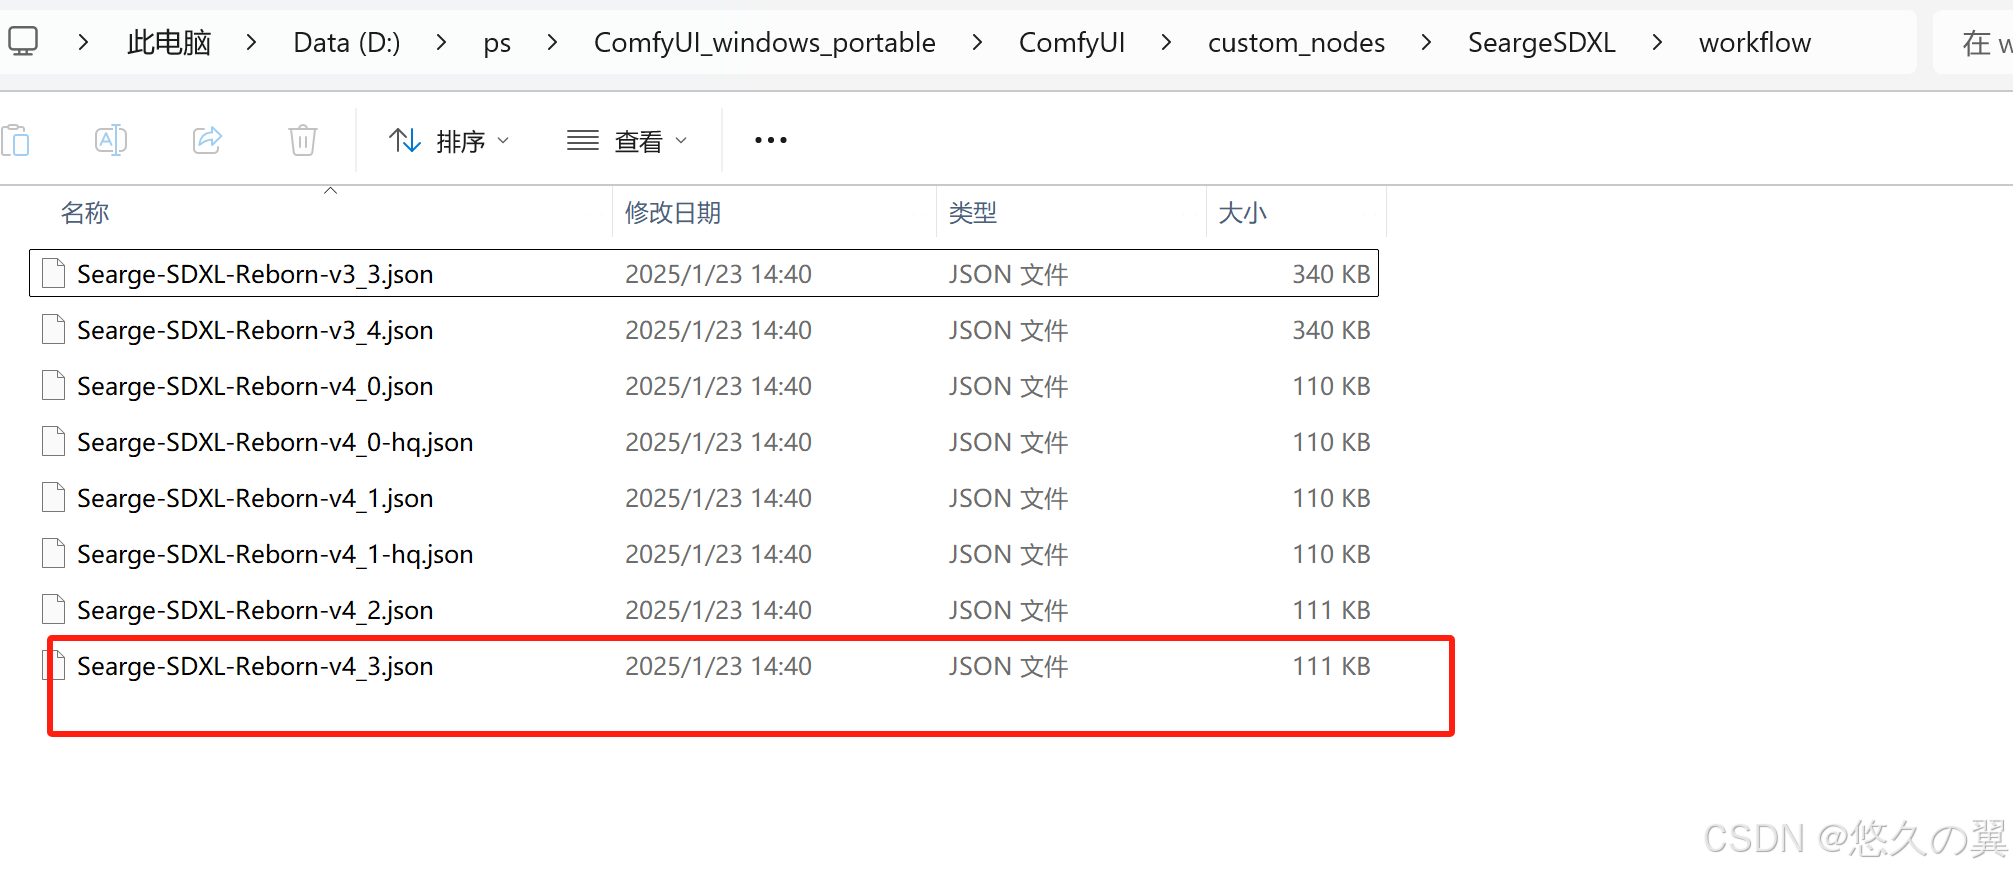 此电脑 > Data (D:) > ps > ComfyUI_windows_portable > ComfyUI > custom_nodes > SeargeSDXL > workflow
在 w
排序 查看
名称 修改日期 类型 大小
Searge-SDXL-Reborn-v3_3.json 2025/1/23 14:40 JSON 文件 340 KB
Searge-SDXL-Reborn-v3_4.json 2025/1/23 14:40 JSON 文件 340 KB
Searge-SDXL-Reborn-v4_0.json 2025/1/23 14:40 JSON 文件 110 KB
Searge-SDXL-Reborn-v4_0-hq.json 2025/1/23 14:40 JSON 文件 110 KB
Searge-SDXL-Reborn-v4_1.json 2025/1/23 14:40 JSON 文件 110 KB
Searge-SDXL-Reborn-v4_1-hq.json 2025/1/23 14:40 JSON 文件 110 KB
Searge-SDXL-Reborn-v4_2.json 2025/1/23 14:40 JSON 文件 111 KB
Searge-SDXL-Reborn-v4_3.json 2025/1/23 14:40 JSON 文件 111 KB
CSDN @悠久の翼